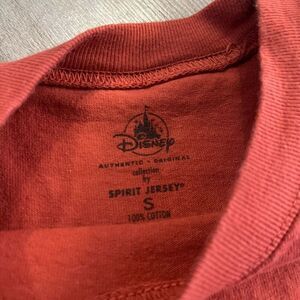 Disney
AUTHENTIC • ORIGINAL
collection
by
SPIRIT JERSEY®
S
100% COTTON